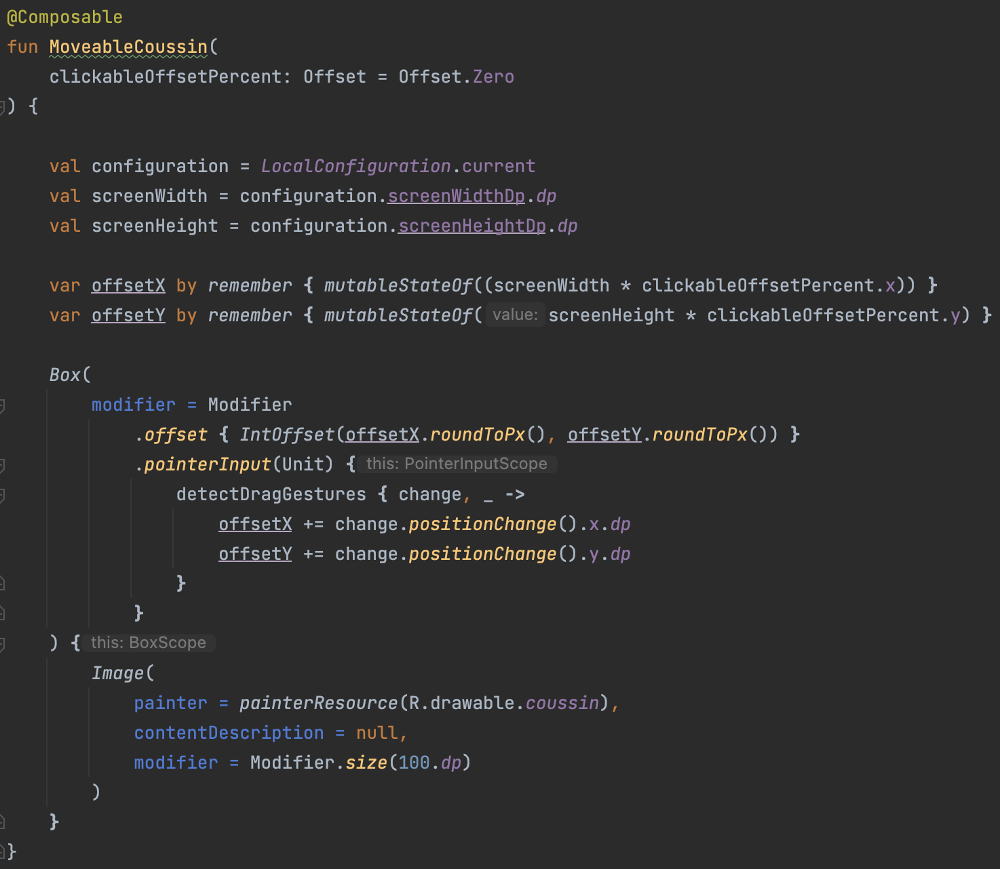 @Composable
fun MoveableCoussin(
    clickableOffsetPercent: Offset = Offset.Zero
) {

    val configuration = LocalConfiguration.current
    val screenWidth = configuration.screenWidthDp.dp
    val screenHeight = configuration.screenHeightDp.dp

    var offsetX by remember { mutableStateOf((screenWidth * clickableOffsetPercent.x)) }
    var offsetY by remember { mutableStateOf( value: screenHeight * clickableOffsetPercent.y) }

    Box(
        modifier = Modifier
            .offset { IntOffset(offsetX.roundToPx(), offsetY.roundToPx()) }
            .pointerInput(Unit) { this: PointerInputScope
                detectDragGestures { change, _ ->
                    offsetX += change.positionChange().x.dp
                    offsetY += change.positionChange().y.dp
                }
            }
    ) { this: BoxScope
        Image(
            painter = painterResource(R.drawable.coussin),
            contentDescription = null,
            modifier = Modifier.size(100.dp)
        )
    }
}